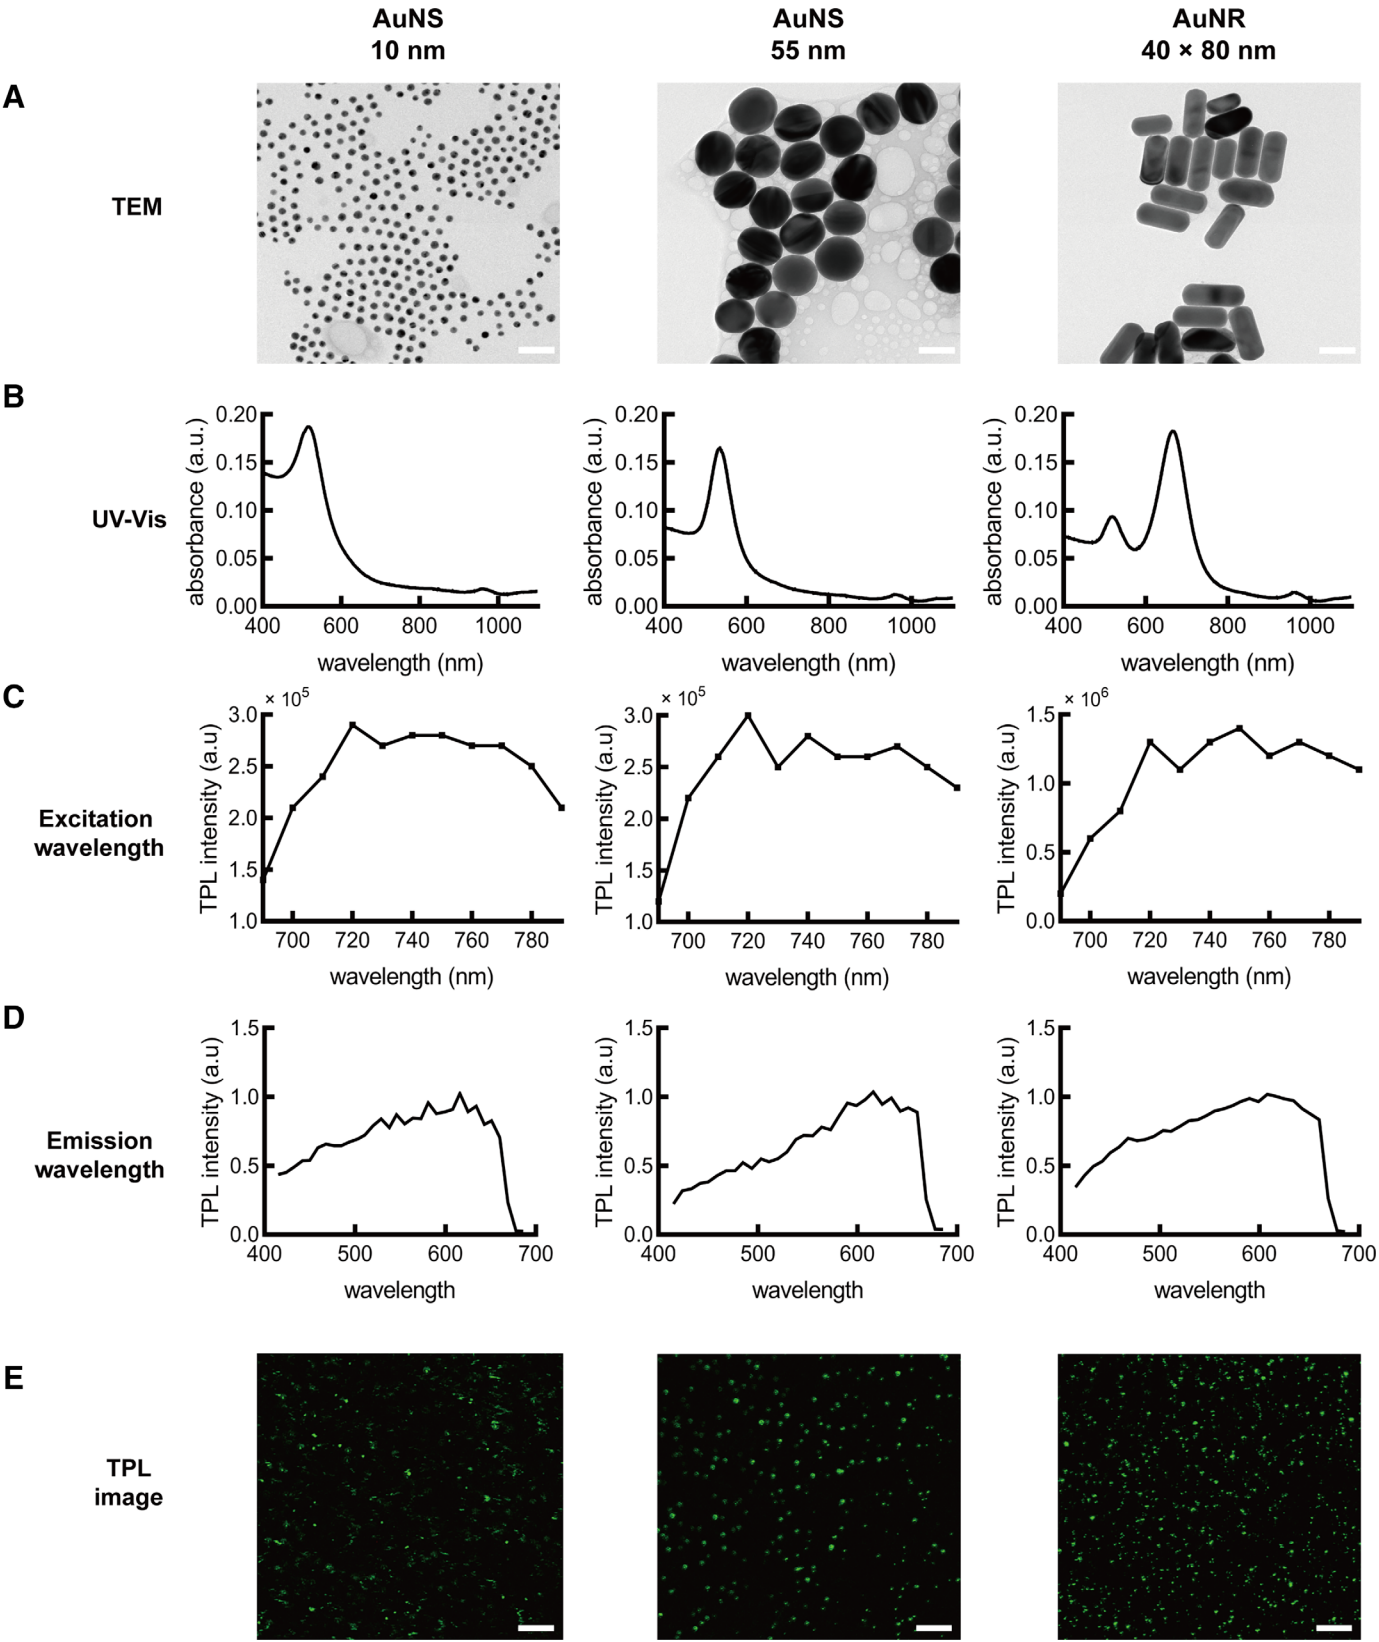 AuNS
10 nm
AuNS
55 nm
AuNR
40 × 80 nm
A
TEM
B
UV-Vis
absorbance (a.u.)
0.20
0.15
0.10
0.05
0.00
400 600 800 1000
wavelength (nm)
absorbance (a.u.)
0.20
0.15
0.10
0.05
0.00
400 600 800 1000
wavelength (nm)
absorbance (a.u.)
0.20
0.15
0.10
0.05
0.00
400 600 800 1000
wavelength (nm)
C
Excitation
wavelength
× 10⁵
TPL intensity (a.u)
3.0
2.5
2.0
1.5
1.0
700 720 740 760 780
wavelength (nm)
× 10⁵
TPL intensity (a.u)
3.0
2.5
2.0
1.5
1.0
700 720 740 760 780
wavelength (nm)
× 10⁶
TPL intensity (a.u)
1.5
1.0
0.5
0.0
700 720 740 760 780
wavelength (nm)
D
Emission
wavelength
TPL intensity (a.u)
1.5
1.0
0.5
0.0
400 500 600 700
wavelength
TPL intensity (a.u)
1.5
1.0
0.5
0.0
400 500 600 700
wavelength
TPL intensity (a.u)
1.5
1.0
0.5
0.0
400 500 600 700
wavelength
E
TPL
image